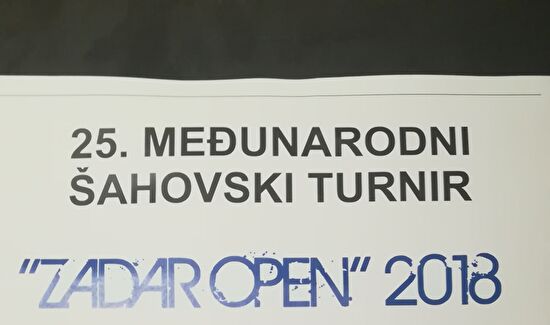 25. MEĐUNARODNI
ŠAHOVSKI TURNIR
"ZADAR OPEN" 2018